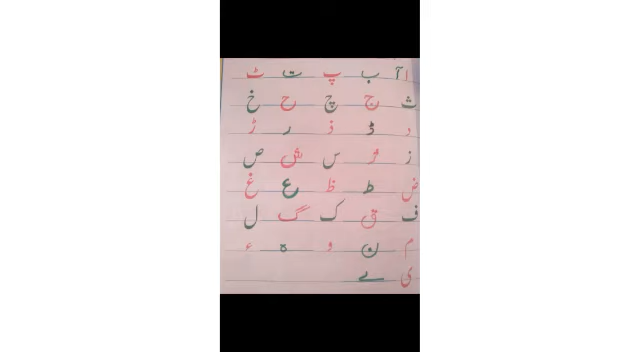 ا آ ب پ ت ٹ
ث ج چ ح خ
د ڈ ذ ر ڑ
ز ژ س ش ص
ض ط ظ ع غ
ف ق ک گ ل
م ن و ہ ء
ی ے